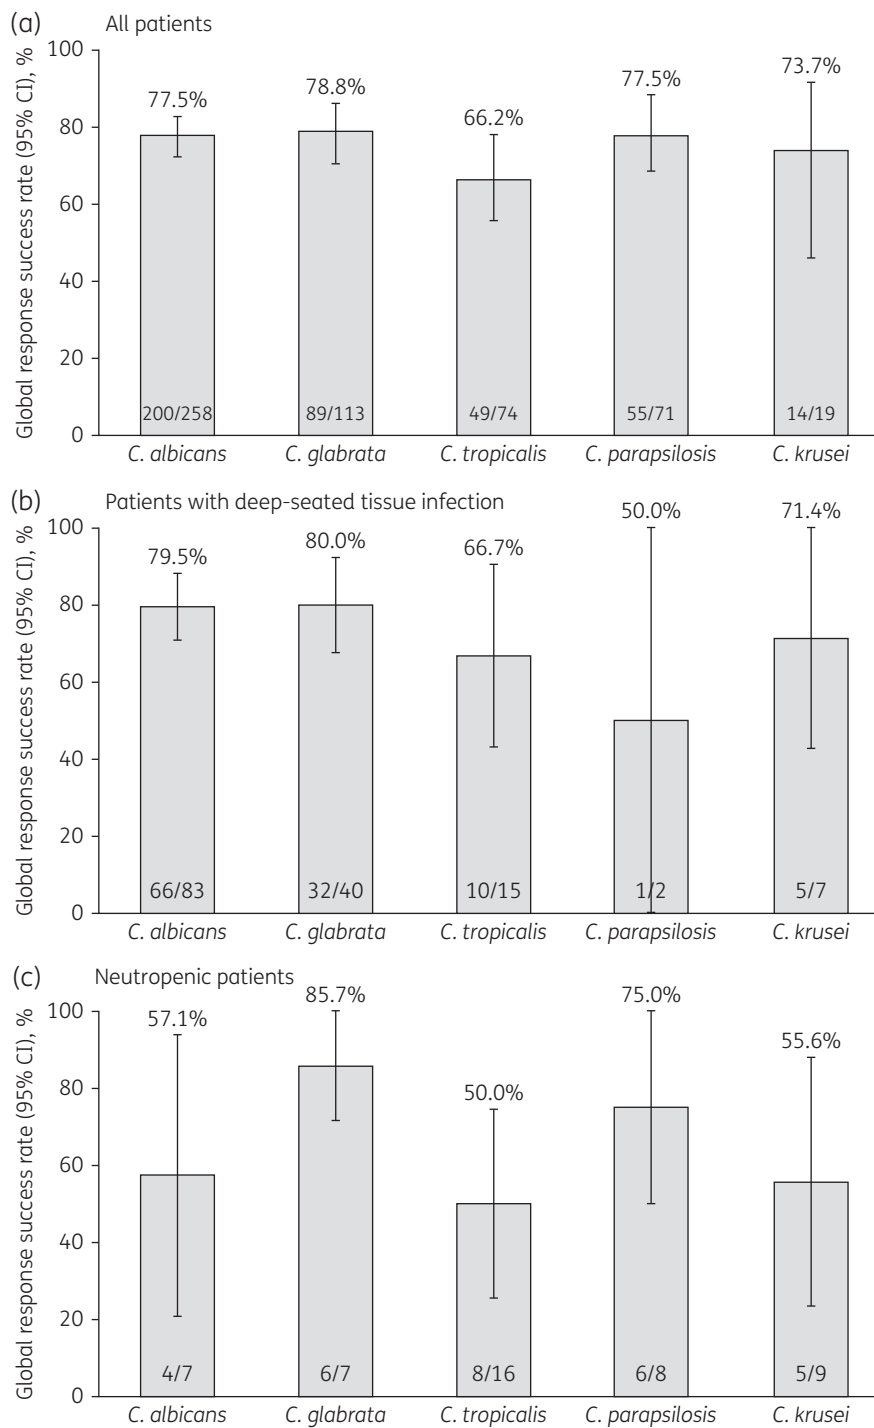 (a) All patients
Global response success rate (95% CI), %
100
80
60
40
20
0
77.5%
78.8%
66.2%
77.5%
73.7%
200/258
89/113
49/74
55/71
14/19
C. albicans
C. glabrata
C. tropicalis
C. parapsilosis
C. krusei
(b) Patients with deep-seated tissue infection
Global response success rate (95% CI), %
100
80
60
40
20
0
79.5%
80.0%
66.7%
50.0%
71.4%
66/83
32/40
10/15
1/2
5/7
C. albicans
C. glabrata
C. tropicalis
C. parapsilosis
C. krusei
(c) Neutropenic patients
Global response success rate (95% CI), %
100
80
60
40
20
0
57.1%
85.7%
50.0%
75.0%
55.6%
4/7
6/7
8/16
6/8
5/9
C. albicans
C. glabrata
C. tropicalis
C. parapsilosis
C. krusei